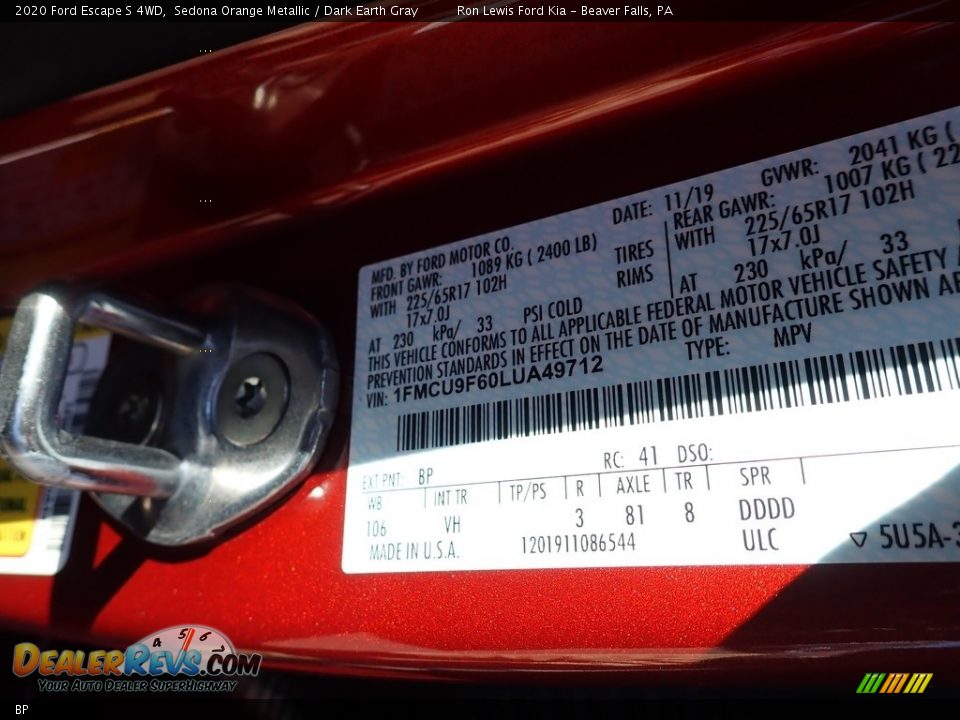 2020 Ford Escape S 4WD, Sedona Orange Metallic / Dark Earth Gray Ron Lewis Ford Kia - Beaver Falls, PA
MFD. BY FORD MOTOR CO. DATE: 11/19 GVWR: 2041 KG (
FRONT GAWR: 1089 KG ( 2400 LB) REAR GAWR: 1007 KG ( 22
WITH 225/65R17 102H TIRES WITH 225/65R17 102H
17x7.0J RIMS 17x7.0J
AT 230 kPa/ 33 PSI COLD AT 230 kPa/ 33
THIS VEHICLE CONFORMS TO ALL APPLICABLE FEDERAL MOTOR VEHICLE SAFETY
PREVENTION STANDARDS IN EFFECT ON THE DATE OF MANUFACTURE SHOWN AB
VIN: 1FMCU9F60LUA49712 TYPE: MPV
EXT PNT: BP RC: 41 DSO:
WB INT TR TP/PS R AXLE TR SPR
106 VH 3 81 8 DDDD
MADE IN U.S.A. 1201911086544 ULC 5U5A-3
4 5 6
DealerRevs.com
Your Auto Dealer SuperHighway
BP